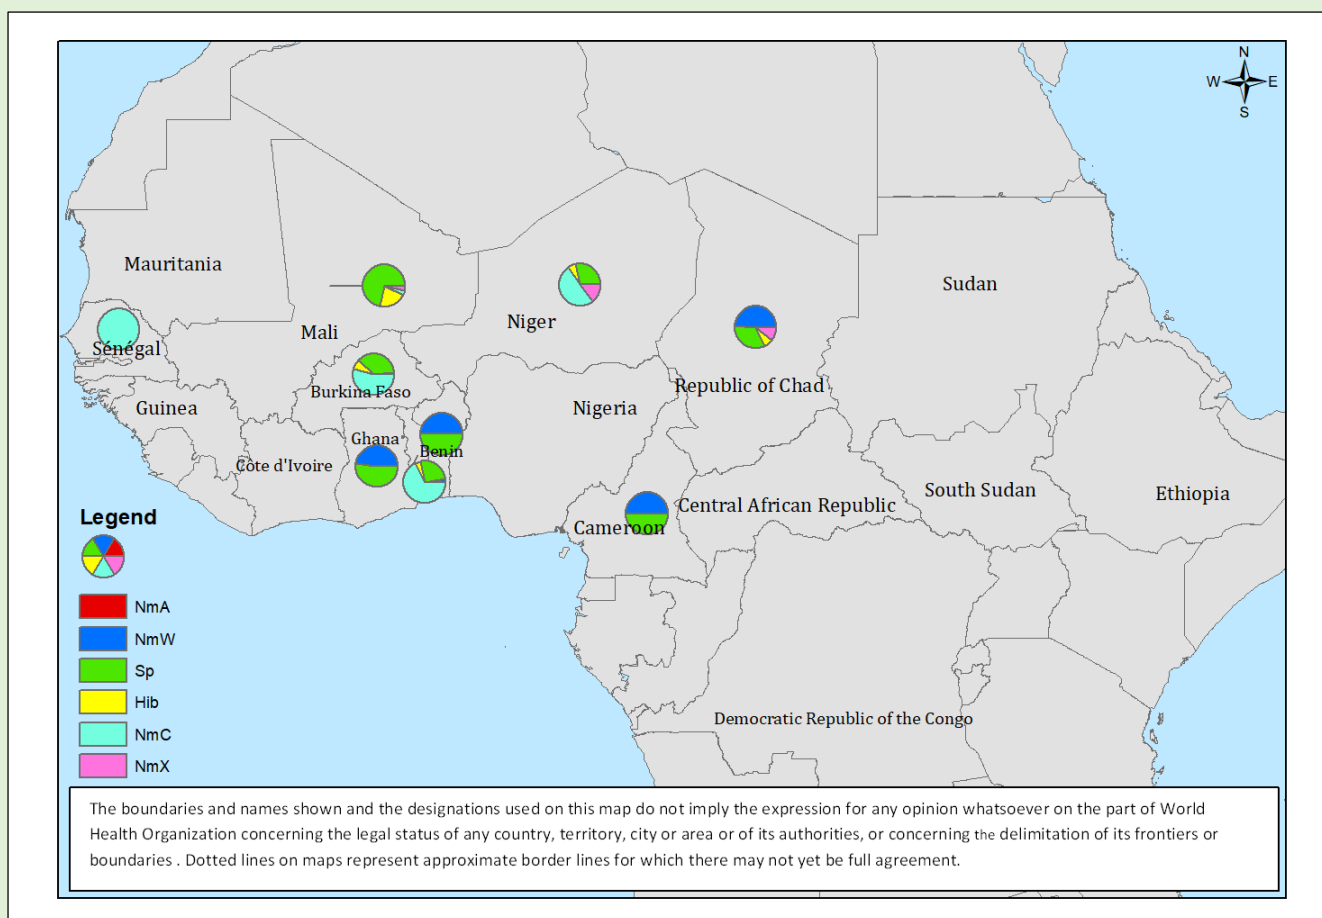 N
W E
S
Mauritania
Sudan
Niger
Mali
Sénégal
Republic of Chad
Burkina Faso
Guinea
Nigeria
Ghana
Benin
Côte d'Ivoire
South Sudan
Ethiopia
Central African Republic
Cameroon
Legend
NmA
NmW
Sp
Hib
NmC
NmX
Democratic Republic of the Congo
The boundaries and names shown and the designations used on this map do not imply the expression for any opinion whatsoever on the part of World
Health Organization concerning the legal status of any country, territory, city or area or of its authorities, or concerning the delimitation of its frontiers or
boundaries . Dotted lines on maps represent approximate border lines for which there may not yet be full agreement.